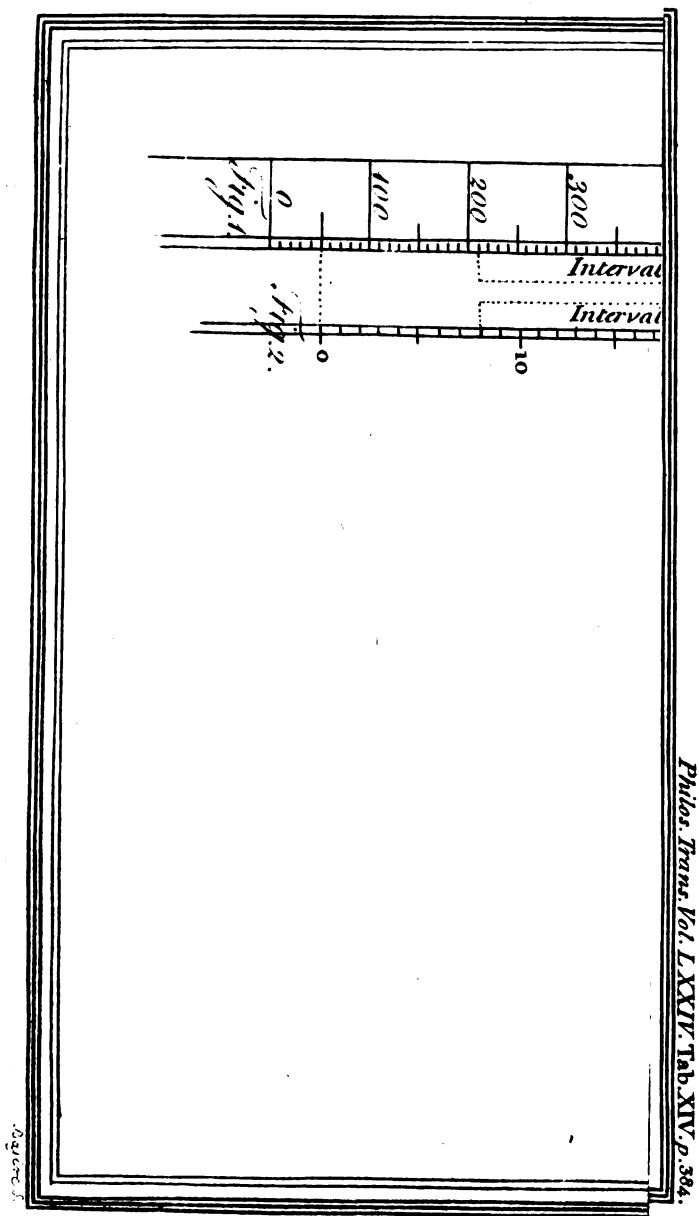 Philos. Trans. Vol. LXXIV. Tab. XIV. p. 384.
Fig. 1.
0 100 200 300
Interval
Interval
Fig. 2.
0 10